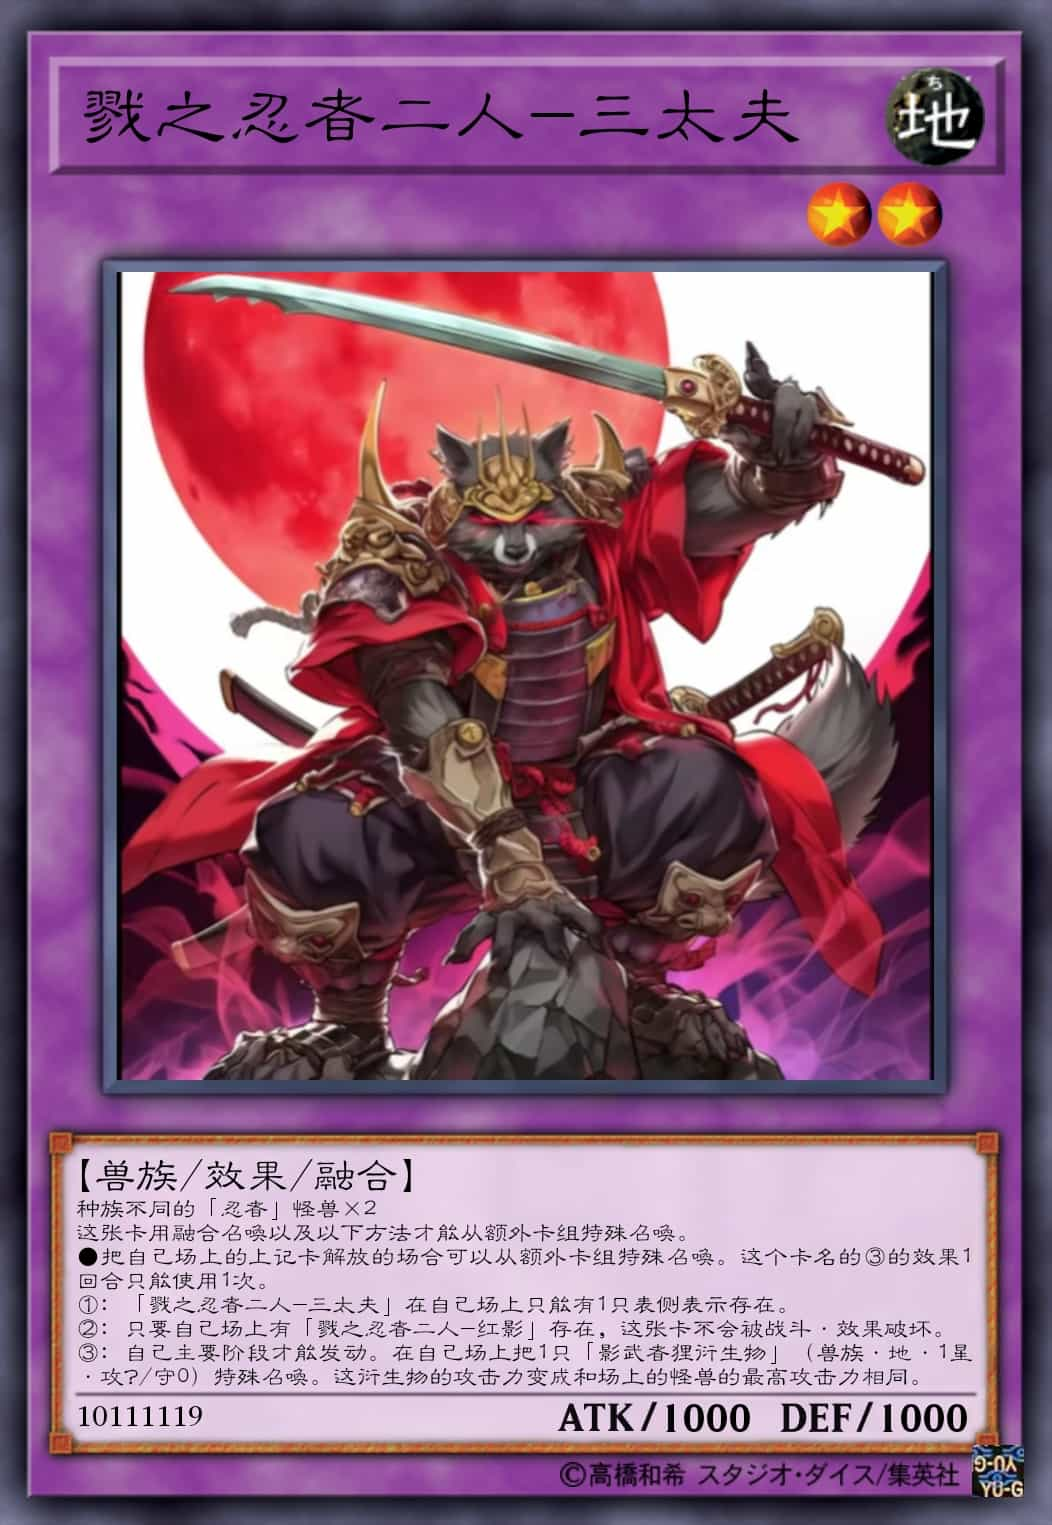 戮之忍者二人-三太夫
ち
地
【兽族/效果/融合】
种族不同的「忍者」怪兽×2
这张卡用融合召唤以及以下方法才能从额外卡组特殊召唤。
●把自己场上的上记卡解放的场合可以从额外卡组特殊召唤。这个卡名的③的效果1
回合只能使用1次。
①：「戮之忍者二人-三太夫」在自己场上只能有1只表侧表示存在。
②：只要自己场上有「戮之忍者二人-红影」存在，这张卡不会被战斗·效果破坏。
③：自己主要阶段才能发动。在自己场上把1只「影武者狸衍生物」（兽族·地·1星
·攻?/守0）特殊召唤。这衍生物的攻击力变成和场上的怪兽的最高攻击力相同。
10111119 ATK/1000 DEF/1000
©高橋和希 スタジオ·ダイス/集英社
YU-G
YU-G